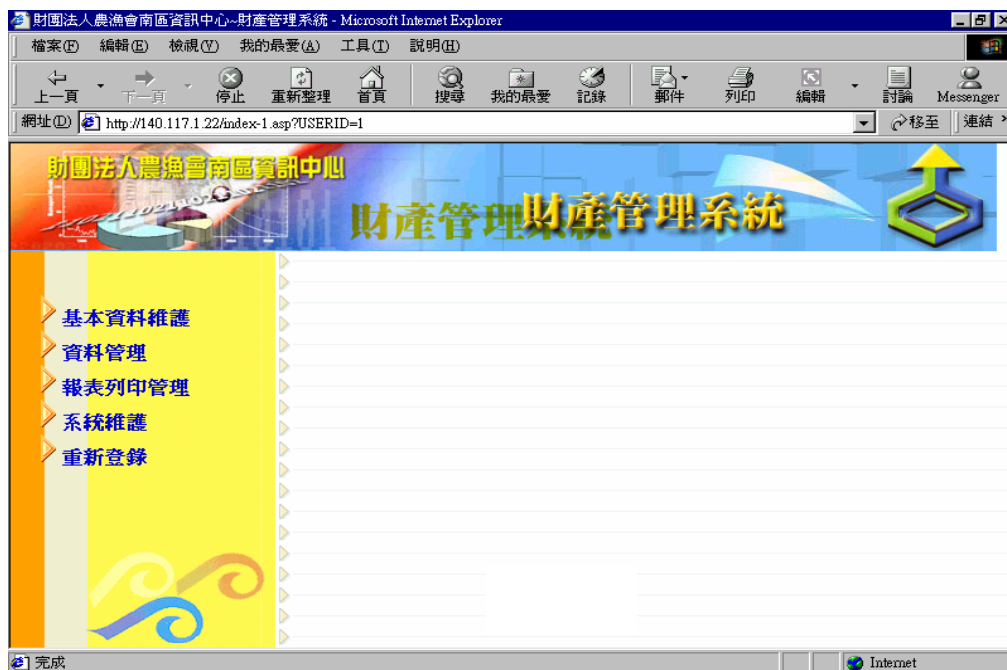 財團法人農漁會南區資訊中心~財產管理系統 - Microsoft Internet Explorer
檔案(F) 編輯(E) 檢視(V) 我的最愛(A) 工具(T) 說明(H)
上一頁 下一頁 停止 重新整理 首頁 搜尋 我的最愛 記錄 郵件 列印 編輯 討論 Messenger
網址(D) http://140.117.1.22/index-1.asp?USERID=1 移至 連結
財團法人農漁會南區資訊中心
財產管理系統 財產管理系統
基本資料維護
資料管理
報表列印管理
系統維護
重新登錄
完成 Internet